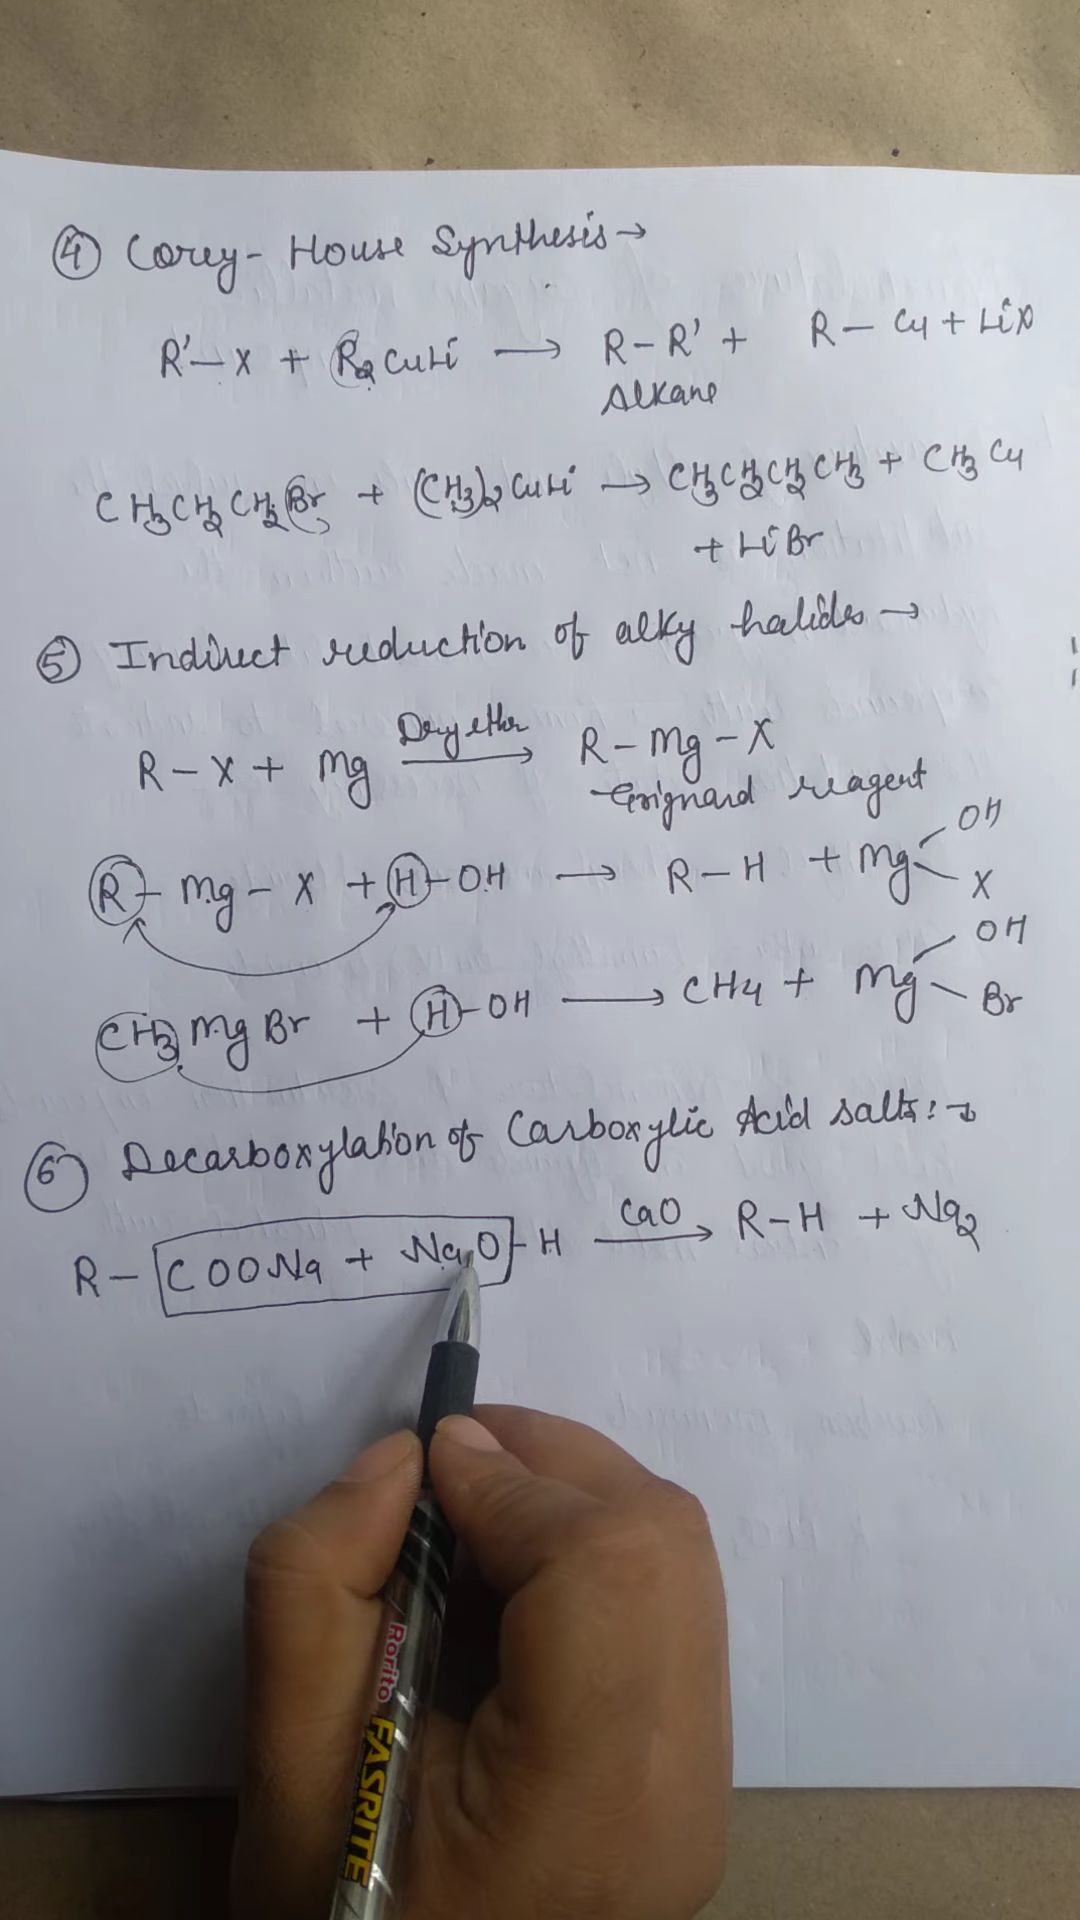 ④ Corey-House Synthesis→
R'—X + R₂CuLi ⟶ R-R' + R—Cu + LiX
Alkane
CH₃CH₂CH₂Br + (CH₃)₂CuLi → CH₃CH₂CH₂CH₃ + CH₃Cu
+ LiBr
⑤ Indirect reduction of alky halides →
Dry ether
R-X + Mg ⟶ R-Mg-X
Grignard reagent
OH
R-Mg-X + H-OH → R-H + Mg
X
OH
CH₃MgBr + H-OH ⟶ CH4 + Mg
Br
⑥ Decarboxylation of Carboxylic Acid salts:→
CaO
R-COONa + NaO-H ⟶ R-H + Na₂
Rorito FASRITE